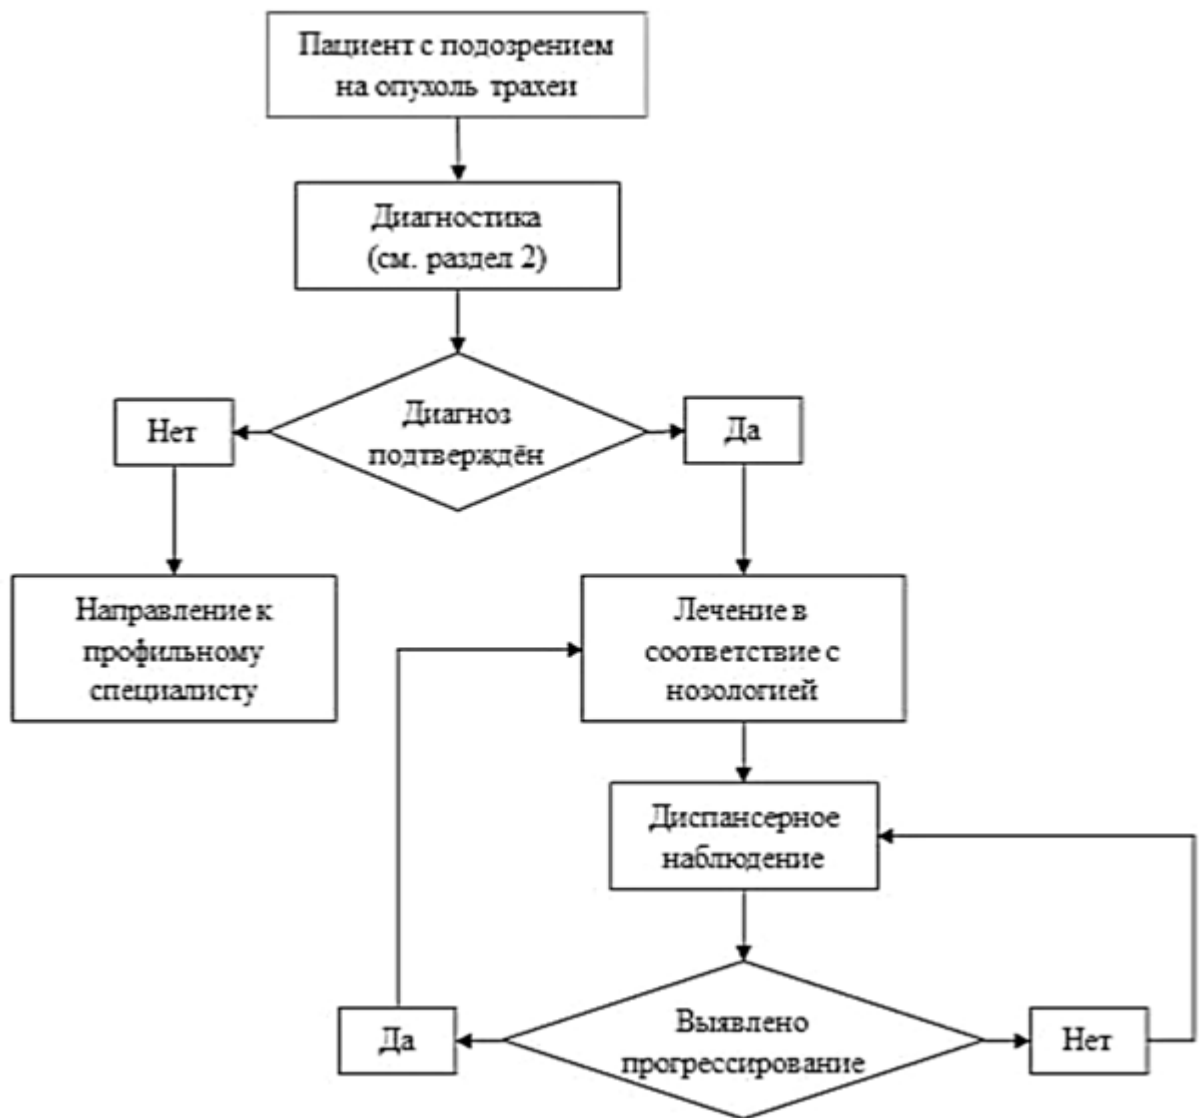 Пациент с подозрением
на опухоль трахеи
Диагностика
(см. раздел 2)
Диагноз
подтверждён
Нет
Да
Направление к
профильному
специалисту
Лечение в
соответствие с
нозологией
Диспансерное
наблюдение
Выявлено
прогрессирование
Да
Нет